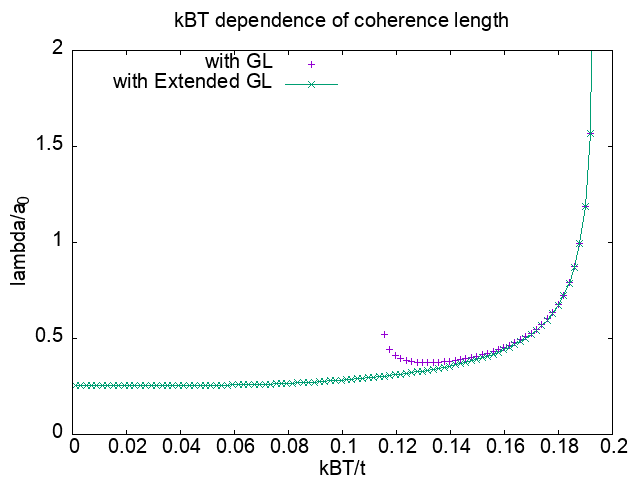 kBT dependence of coherence length
with GL
with Extended GL
2
1.5
1
0.5
0
lambda/a0
0 0.02 0.04 0.06 0.08 0.1 0.12 0.14 0.16 0.18 0.2
kBT/t